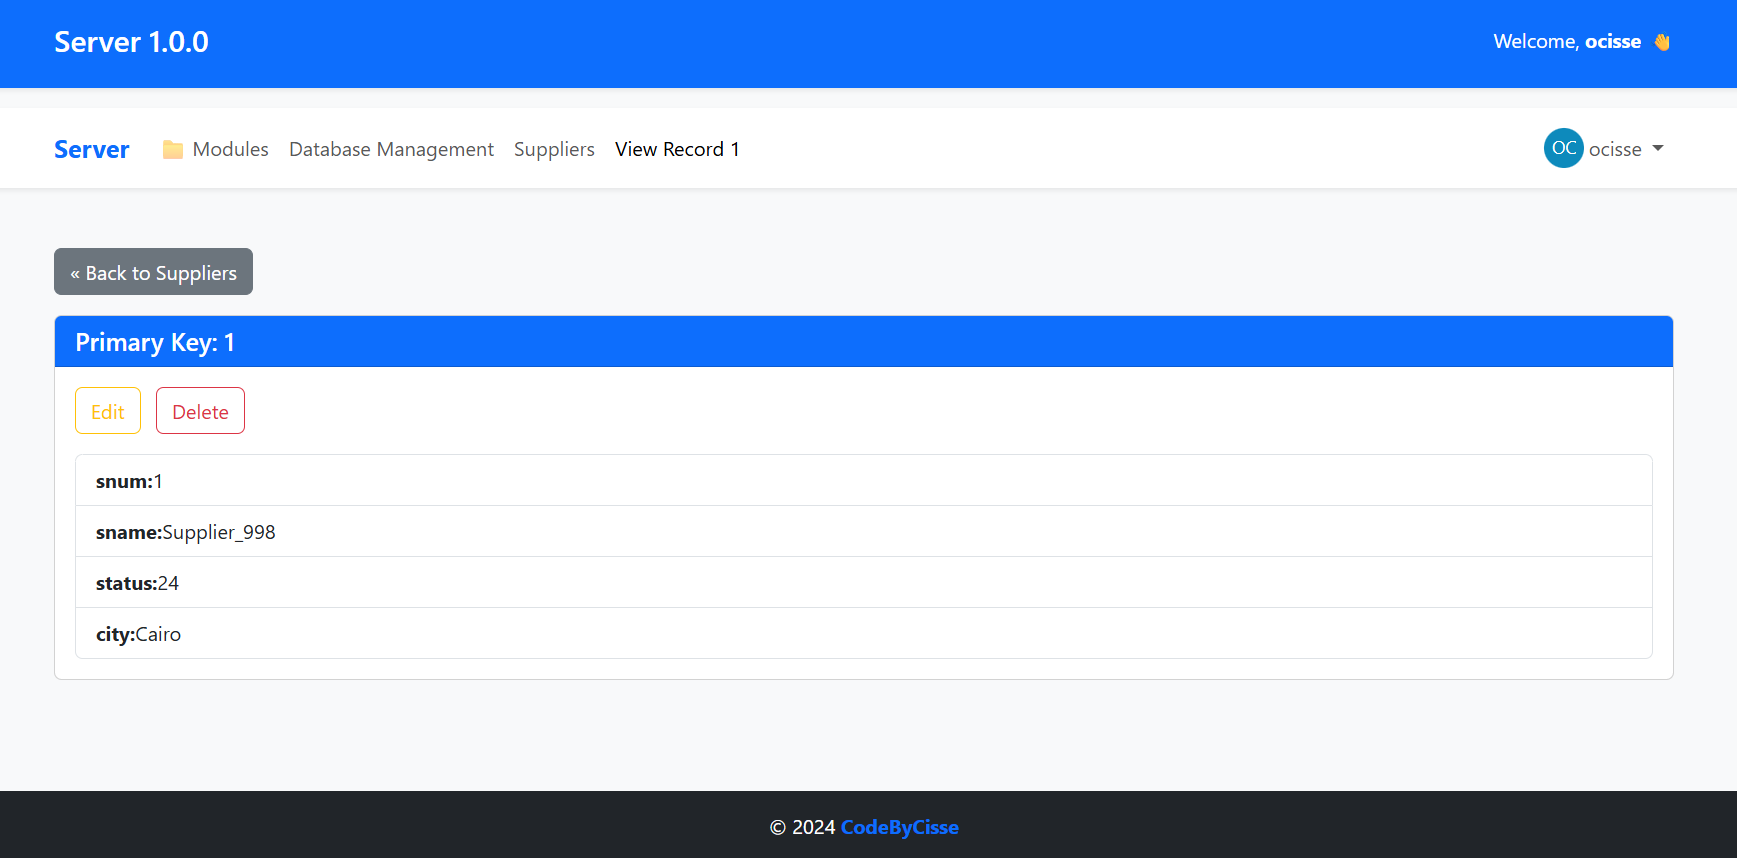 Server 1.0.0
Welcome, ocisse 👋
Server
Modules
Database Management
Suppliers
View Record 1
OC ocisse
« Back to Suppliers
Primary Key: 1
Edit
Delete
snum:1
sname:Supplier_998
status:24
city:Cairo
© 2024 CodeByCisse